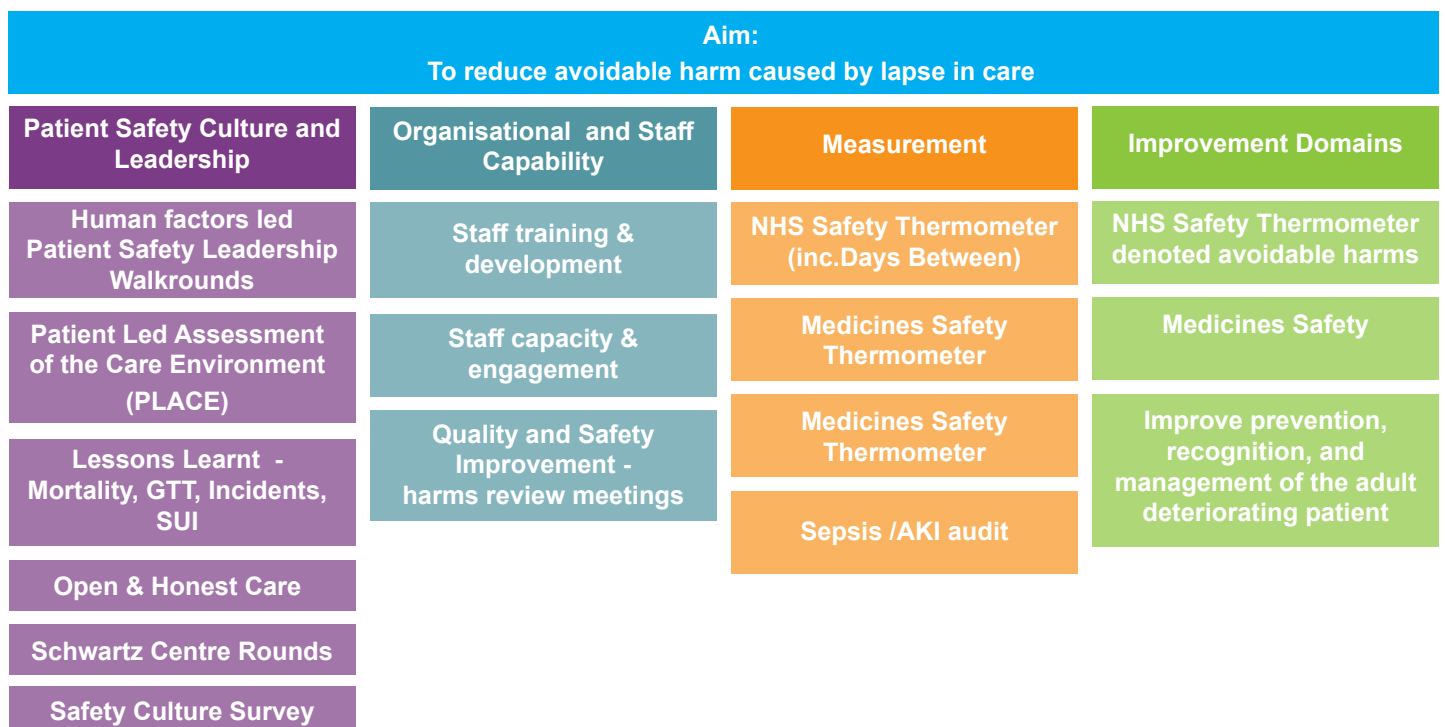 Aim:
To reduce avoidable harm caused by lapse in care
Patient Safety Culture and
Leadership
Human factors led
Patient Safety Leadership
Walkrounds
Patient Led Assessment
of the Care Environment
(PLACE)
Lessons Learnt -
Mortality, GTT, Incidents,
SUI
Open & Honest Care
Schwartz Centre Rounds
Safety Culture Survey
Organisational and Staff
Capability
Staff training &
development
Staff capacity &
engagement
Quality and Safety
Improvement -
harms review meetings
Measurement
NHS Safety Thermometer
(inc.Days Between)
Medicines Safety
Thermometer
Medicines Safety
Thermometer
Sepsis /AKI audit
Improvement Domains
NHS Safety Thermometer
denoted avoidable harms
Medicines Safety
Improve prevention,
recognition, and
management of the adult
deteriorating patient